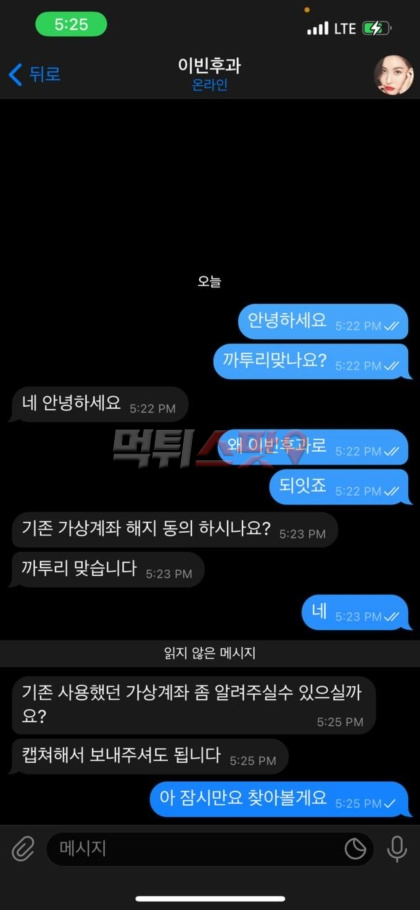 5:25
LTE
뒤로
이빈후과
온라인
오늘
안녕하세요 5:22 PM
까투리맞나요? 5:22 PM
네 안녕하세요 5:22 PM
먹튀스팟
왜 이빈후과로 5:22 PM
되잇죠 5:22 PM
기존 가상계좌 해지 동의 하시나요? 5:23 PM
까투리 맞습니다 5:23 PM
네 5:23 PM
읽지 않은 메시지
기존 사용했던 가상계좌 좀 알려주실수 있으실까
요? 5:25 PM
캡쳐해서 보내주셔도 됩니다 5:25 PM
아 잠시만요 찾아볼게요 5:25 PM
메시지